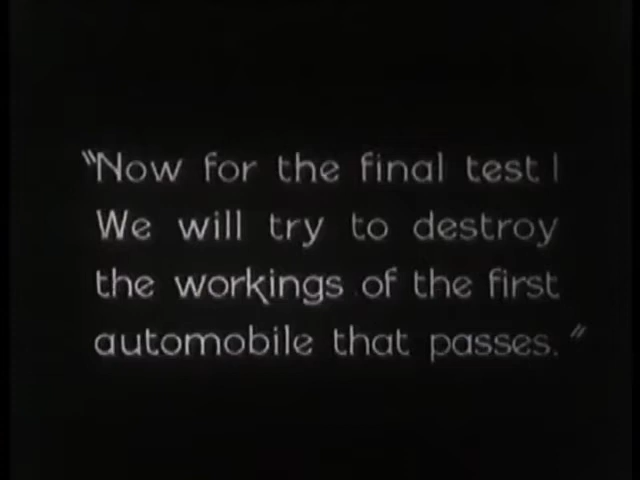 "Now for the final test!
We will try to destroy
the workings of the first
automobile that passes."